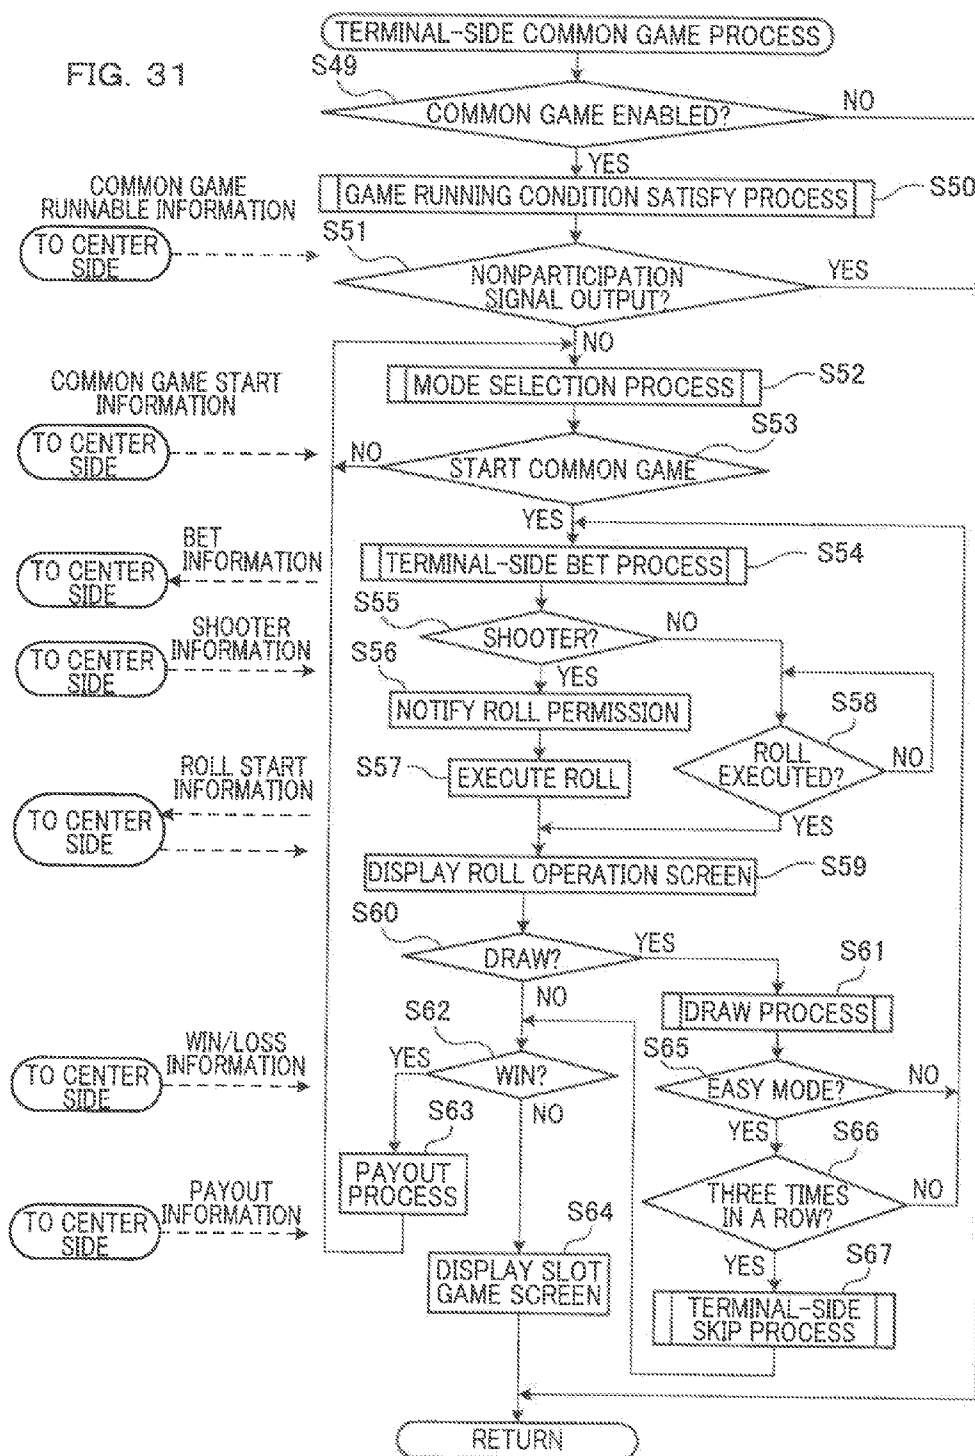 TERMINAL-SIDE COMMON GAME PROCESS
FIG. 31
S49
COMMON GAME ENABLED?
NO
YES
COMMON GAME
RUNNABLE INFORMATION
GAME RUNNING CONDITION SATISFY PROCESS
S50
TO CENTER
SIDE
S51
NONPARTICIPATION
SIGNAL OUTPUT?
YES
NO
MODE SELECTION PROCESS
S52
COMMON GAME START
INFORMATION
TO CENTER
SIDE
S53
START COMMON GAME
NO
YES
BET
INFORMATION
TO CENTER
SIDE
TERMINAL-SIDE BET PROCESS
S54
S55
SHOOTER?
NO
YES
SHOOTER
INFORMATION
TO CENTER
SIDE
S56
NOTIFY ROLL PERMISSION
S57
EXECUTE ROLL
S58
ROLL
EXECUTED?
NO
YES
ROLL START
INFORMATION
TO CENTER
SIDE
DISPLAY ROLL OPERATION SCREEN
S59
S60
DRAW?
YES
NO
S61
DRAW PROCESS
S62
WIN?
YES
NO
S65
EASY MODE?
NO
YES
WIN/LOSS
INFORMATION
TO CENTER
SIDE
S63
PAYOUT
PROCESS
S66
THREE TIMES
IN A ROW?
NO
YES
PAYOUT
INFORMATION
TO CENTER
SIDE
S64
DISPLAY SLOT
GAME SCREEN
S67
TERMINAL-SIDE
SKIP PROCESS
RETURN